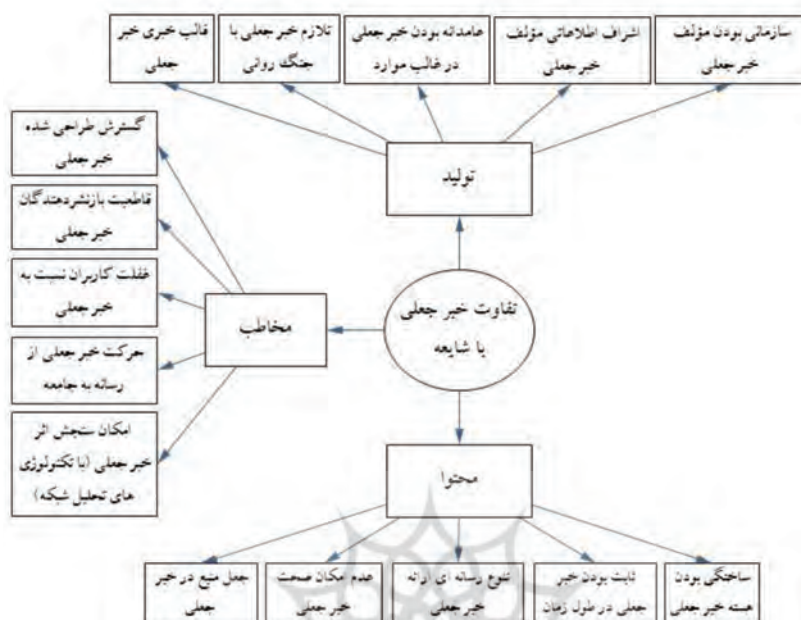 سازمانی بودن مؤلف
خبر جعلی
اشراف اطلاعاتی مؤلف
خبر جعلی
عامدانه بودن خبر جعلی
در غالب موارد
تلازم خبر جعلی با
جنگ روانی
قالب خبری خبر
جعلی
تولید
گسترش طراحی شده
خبر جعلی
قاطعیت بازنشردهندگان
خبر جعلی
غفلت کاربران نسبت به
خبر جعلی
حرکت خبر جعلی از
رسانه به جامعه
امکان سنجش اثر
خبر جعلی (با تکنولوژی
های تحلیل شبکه)
مخاطب
تفاوت خبر جعلی
با شایعه
محتوا
ساختگی بودن
هسته خبر جعلی
ثابت بودن خبر
جعلی در طول زمان
تنوع رسانه ای ارائه
خبر جعلی
عدم امکان صحت
خبر جعلی
جعل منبع در خبر
جعلی